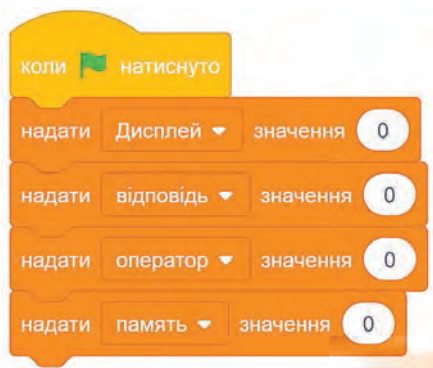 коли натиснуто
надати Дисплей значення 0
надати відповідь значення 0
надати оператор значення 0
надати память значення 0